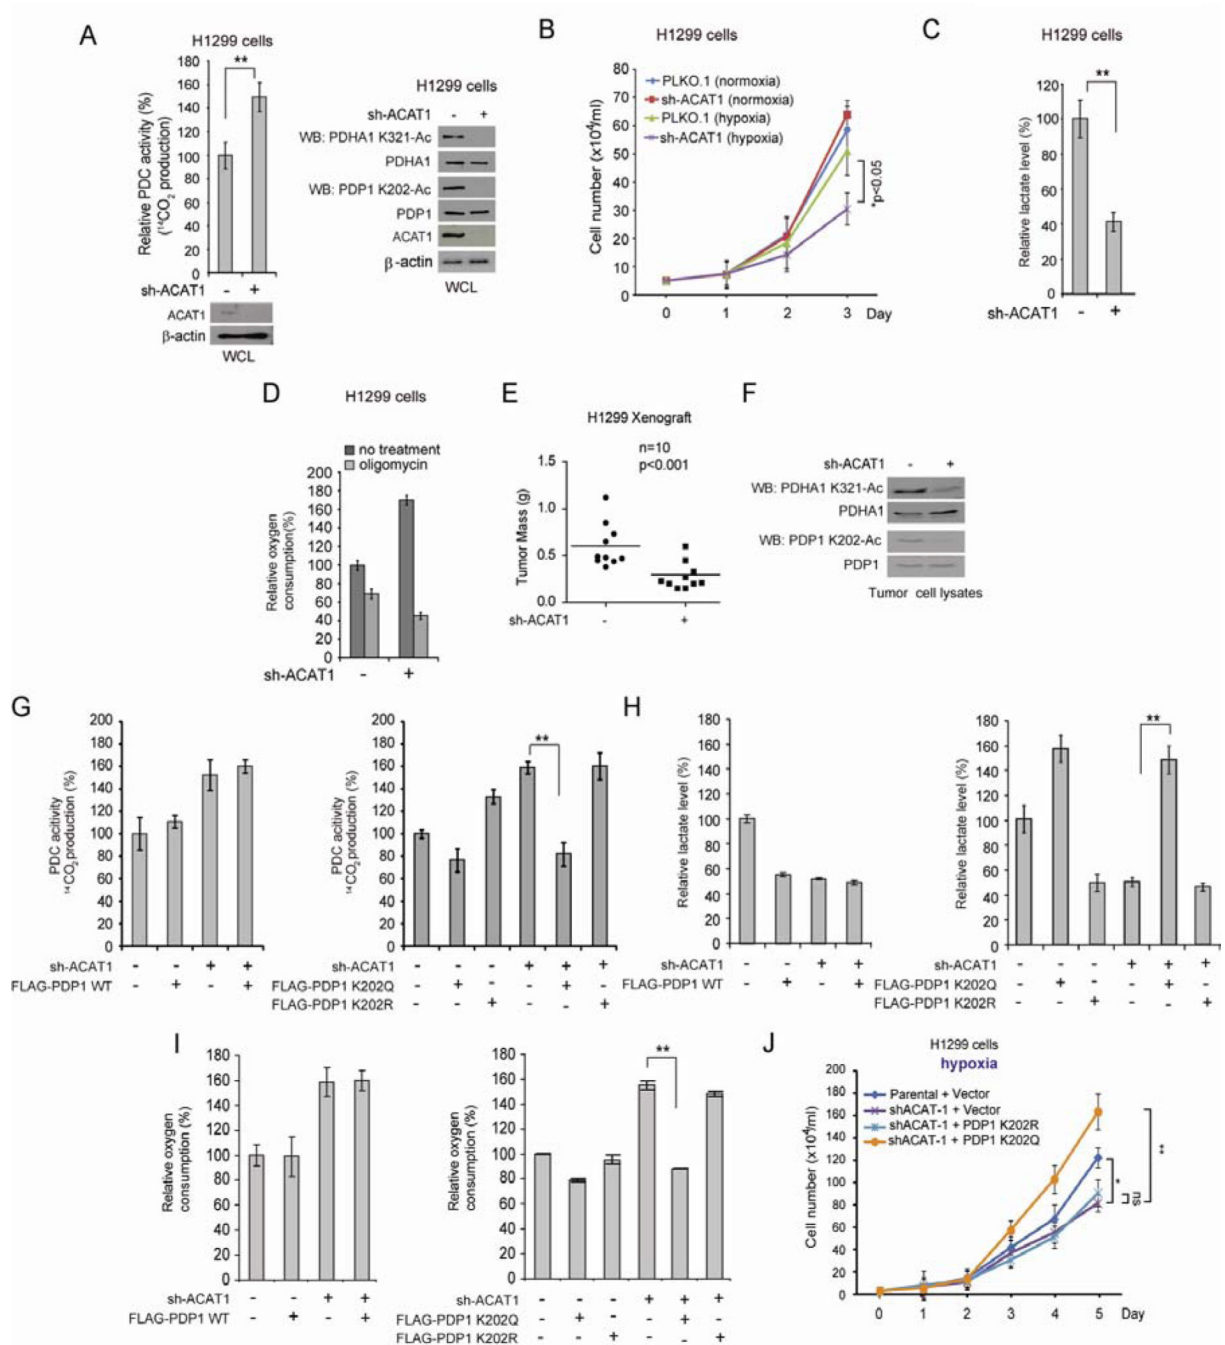 A
H1299 cells
**
Relative PDC activity (%)
(¹⁴CO₂ production)
200
180
160
140
120
100
80
60
40
20
0
sh-ACAT1 - +
ACAT1
β-actin
WCL
H1299 cells
sh-ACAT1
- +
WB: PDHA1 K321-Ac
PDHA1
WB: PDP1 K202-Ac
PDP1
ACAT1
β-actin
WCL
B
H1299 cells
PLKO.1 (normoxia)
sh-ACAT1 (normoxia)
PLKO.1 (hypoxia)
sh-ACAT1 (hypoxia)
Cell number (x10⁴/ml)
80
70
60
50
40
30
20
10
0
*p<0.05
0 1 2 3 Day
C
H1299 cells
**
Relative lactate level (%)
120
100
80
60
40
20
0
sh-ACAT1 - +
D
H1299 cells
no treatment
oligomycin
Relative oxygen
consumption(%)
200
180
160
140
120
100
80
60
40
20
0
sh-ACAT1 - +
E
H1299 Xenograft
n=10
p<0.001
Tumor Mass (g)
1.5
1.0
0.5
0.0
sh-ACAT1 - +
F
sh-ACAT1 - +
WB: PDHA1 K321-Ac
PDHA1
WB: PDP1 K202-Ac
PDP1
Tumor cell lysates
G
PDC acitivity
¹⁴CO₂ production (%)
200
180
160
140
120
100
80
60
40
20
0
sh-ACAT1 - - + +
FLAG-PDP1 WT - + - +
PDC acitivity
¹⁴CO₂ production (%)
200
180
160
140
120
100
80
60
40
20
0
**
sh-ACAT1 - - - + + +
FLAG-PDP1 K202Q - + - - + -
FLAG-PDP1 K202R - - + - - +
H
Relative lactate level (%)
180
160
140
120
100
80
60
40
20
0
sh-ACAT1 - - + +
FLAG-PDP1 WT - + - +
Relative lactate level (%)
180
160
140
120
100
80
60
40
20
0
**
sh-ACAT1 - - - + + +
FLAG-PDP1 K202Q - + - - + -
FLAG-PDP1 K202R - - + - - +
I
Relative oxygen
consumption (%)
180
160
140
120
100
80
60
40
20
0
sh-ACAT1 - - + +
FLAG-PDP1 WT - + - +
Relative oxygen
consumption (%)
180
160
140
120
100
80
60
40
20
0
**
sh-ACAT1 - - - + + +
FLAG-PDP1 K202Q - + - - + -
FLAG-PDP1 K202R - - + - - +
J
H1299 cells
hypoxia
Parental + Vector
shACAT-1 + Vector
shACAT-1 + PDP1 K202R
shACAT-1 + PDP1 K202Q
Cell number (x10⁴/ml)
200
180
160
140
120
100
80
60
40
20
0
*
ns
**
0 1 2 3 4 5 Day